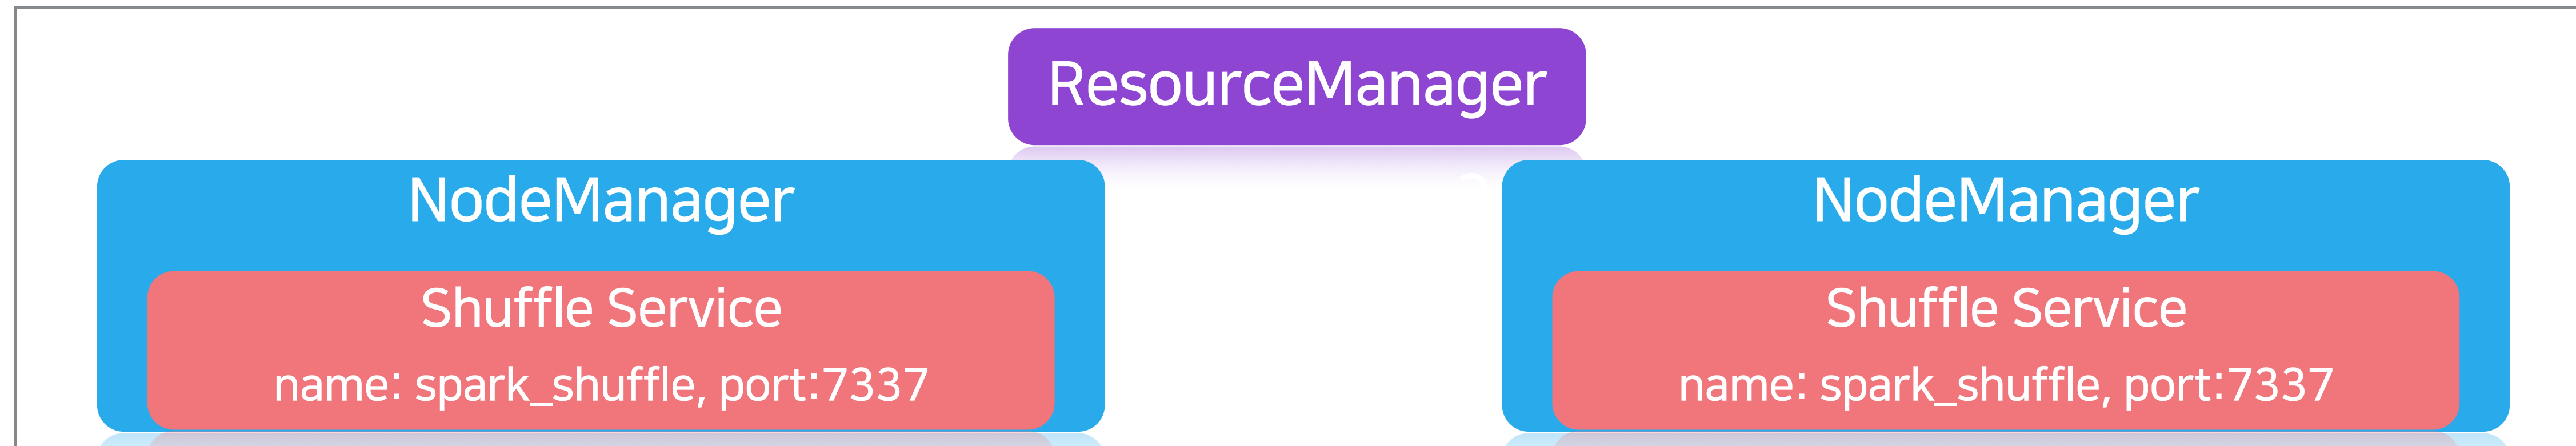 ResourceManager
NodeManager
Shuffle Service
name: spark_shuffle, port:7337
NodeManager
Shuffle Service
name: spark_shuffle, port:7337